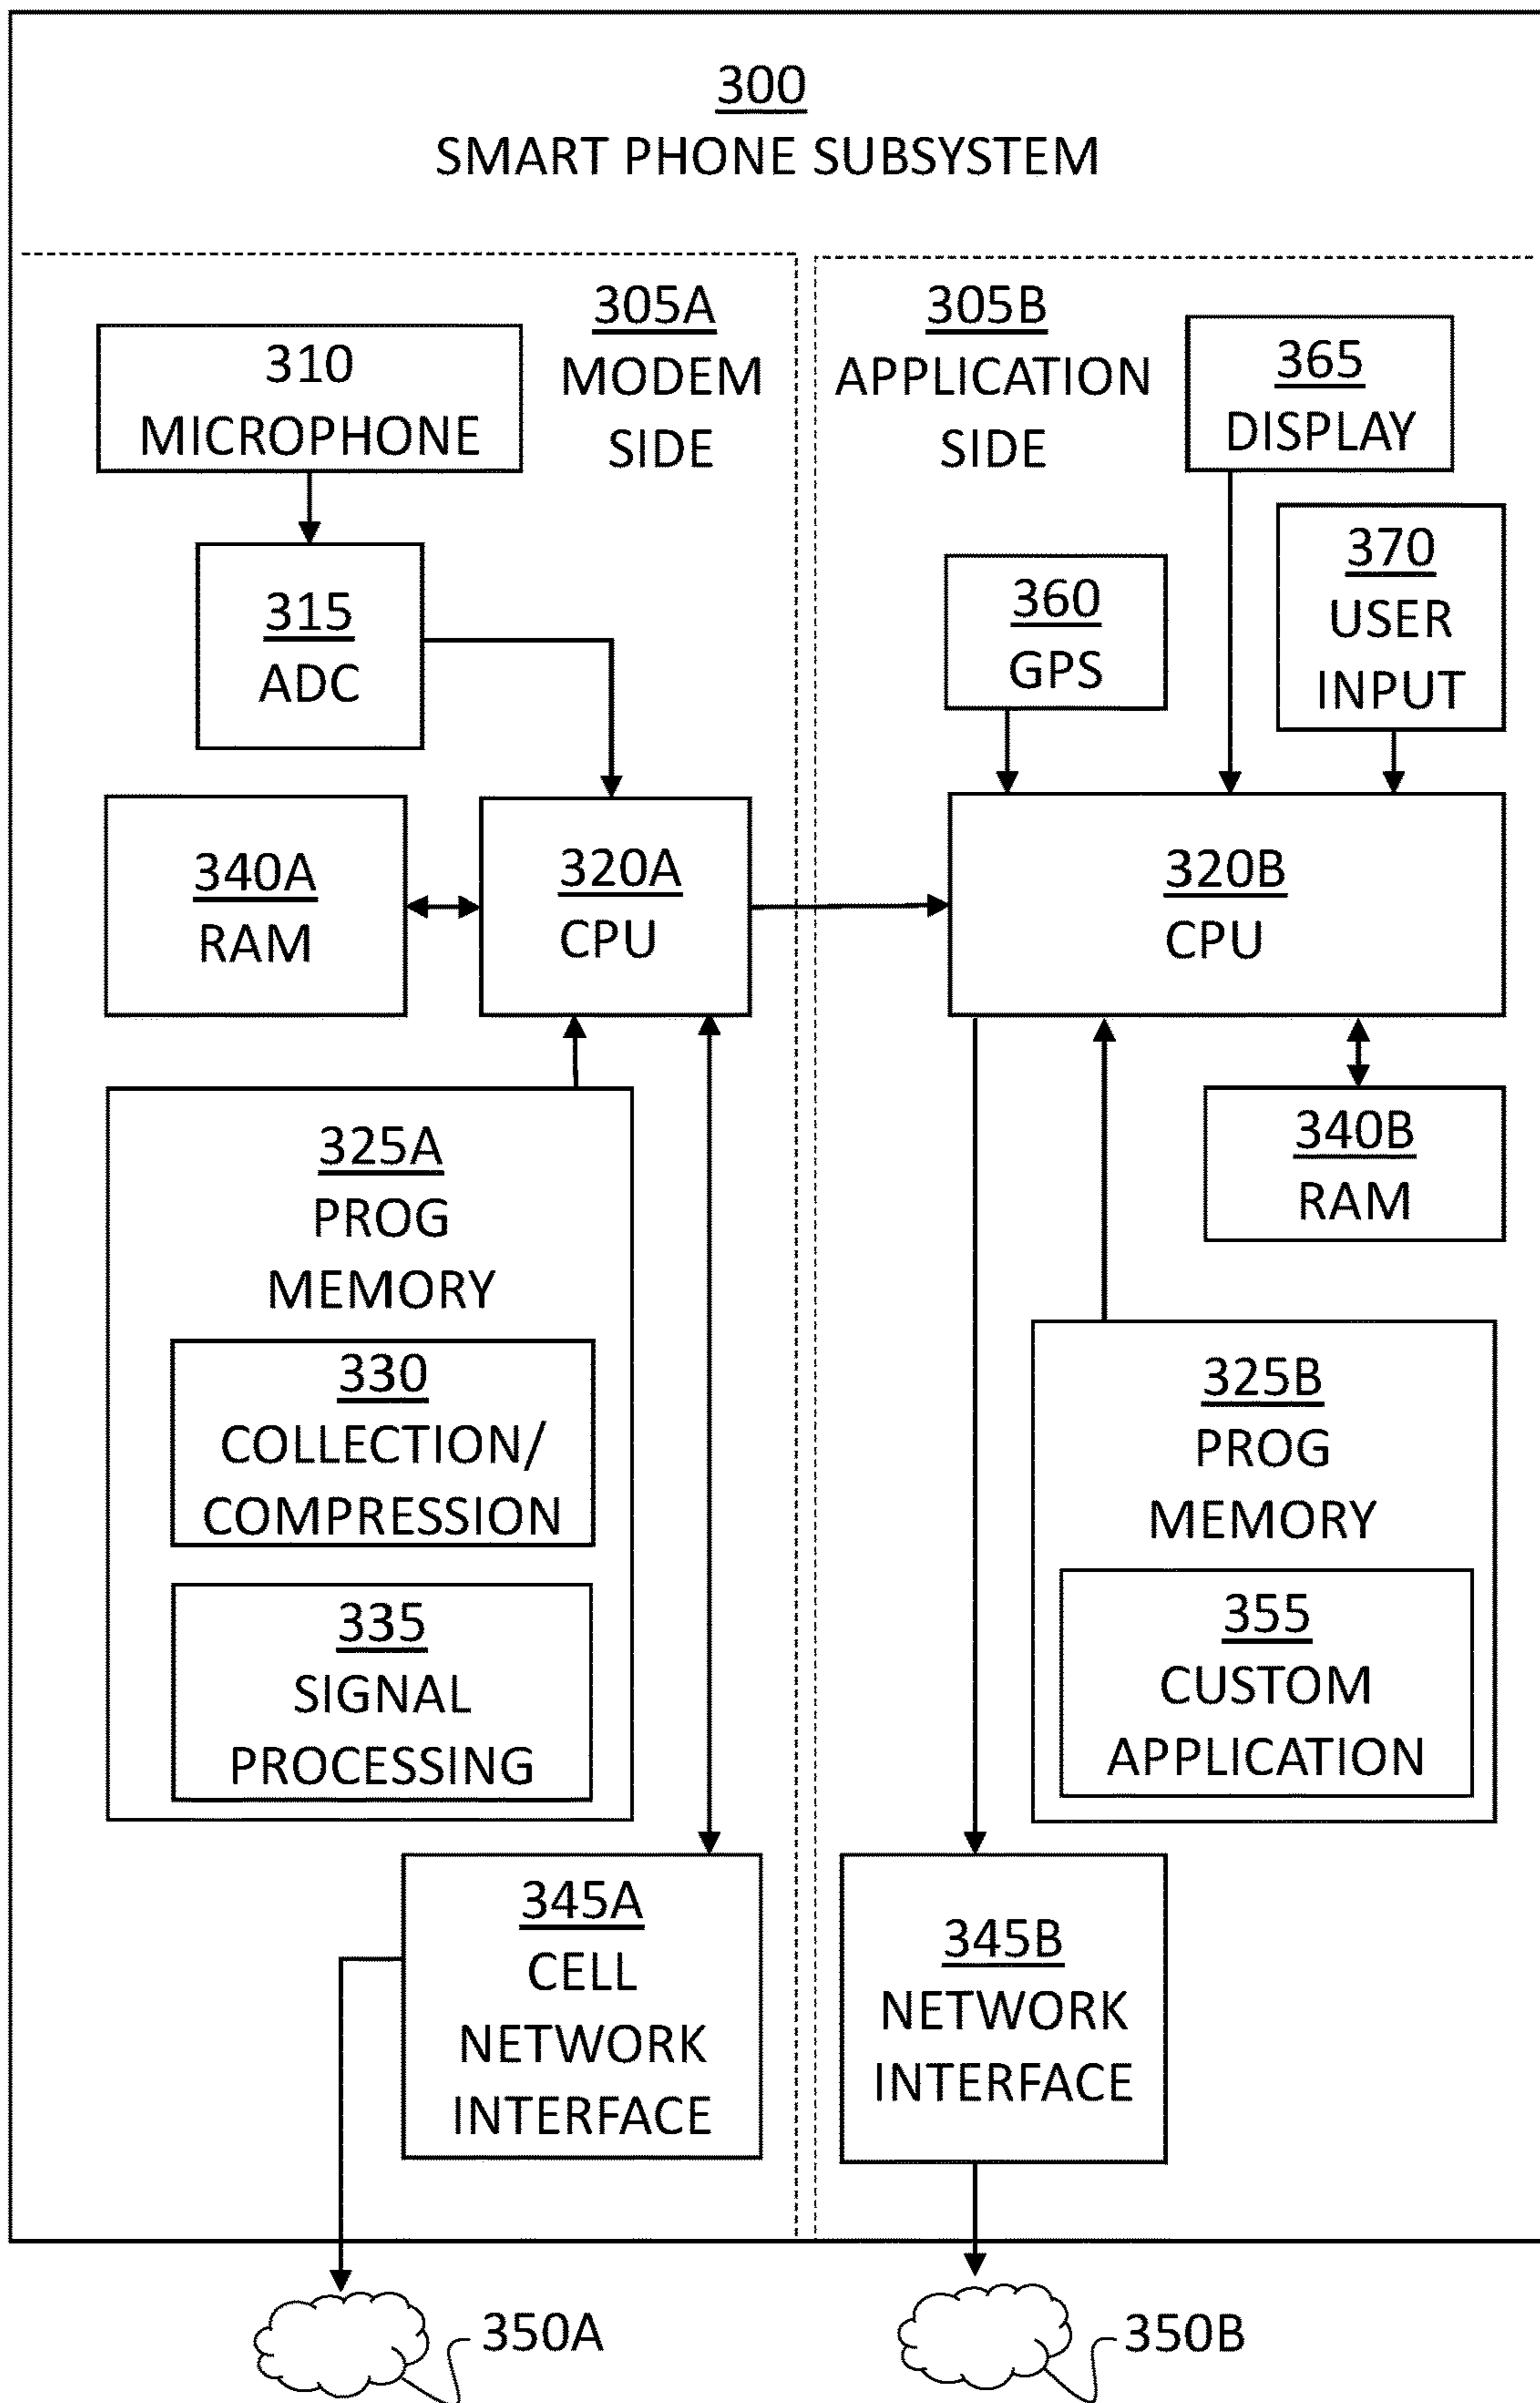 300
SMART PHONE SUBSYSTEM
305A
MODEM
SIDE
310
MICROPHONE
315
ADC
340A
RAM
320A
CPU
325A
PROG
MEMORY
330
COLLECTION/
COMPRESSION
335
SIGNAL
PROCESSING
345A
CELL
NETWORK
INTERFACE
350A
305B
APPLICATION
SIDE
365
DISPLAY
370
USER
INPUT
360
GPS
320B
CPU
340B
RAM
325B
PROG
MEMORY
355
CUSTOM
APPLICATION
345B
NETWORK
INTERFACE
350B